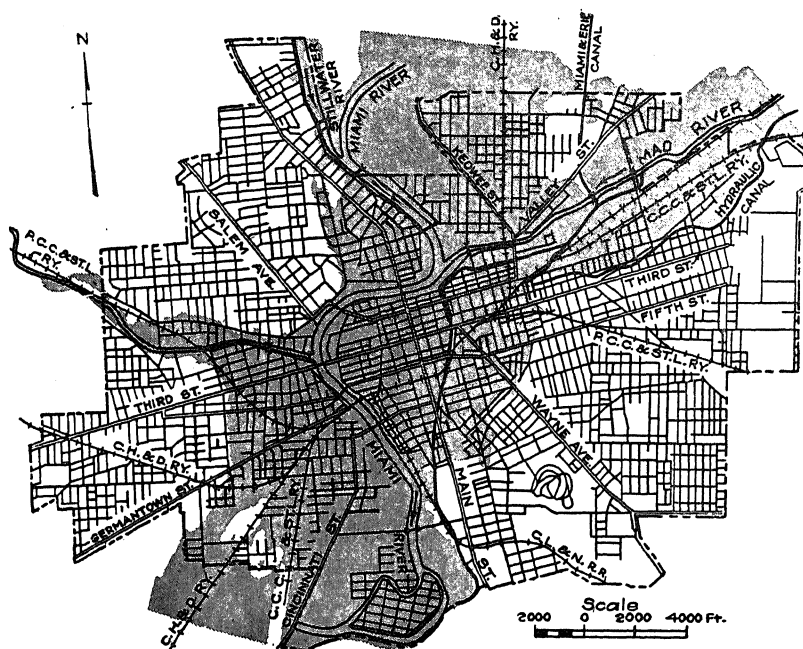 N
STILLWATER
RIVER
MIAMI RIVER
C.H.& D.
RY.
MIAMI & ERIE
CANAL
KEOWEE ST.
VALLEY ST.
MAD RIVER
C.C.C.& ST.L. RY.
HYDRAULIC
CANAL
SALEM AVE.
P.C.C.& ST.L.
RY.
THIRD ST.
FIFTH ST.
P.C.C.& ST.L. RY.
THIRD ST.
WAYNE AVE.
C.H.& D. RY.
GERMANTOWN ST.
MIAMI
RIVER
MAIN
ST.
C.L.& N. R.R.
C.H.& D. RY.
C.C.C. & ST.L. RY.
CINCINNATI ST.
Scale
2000 0 2000 4000 Ft.